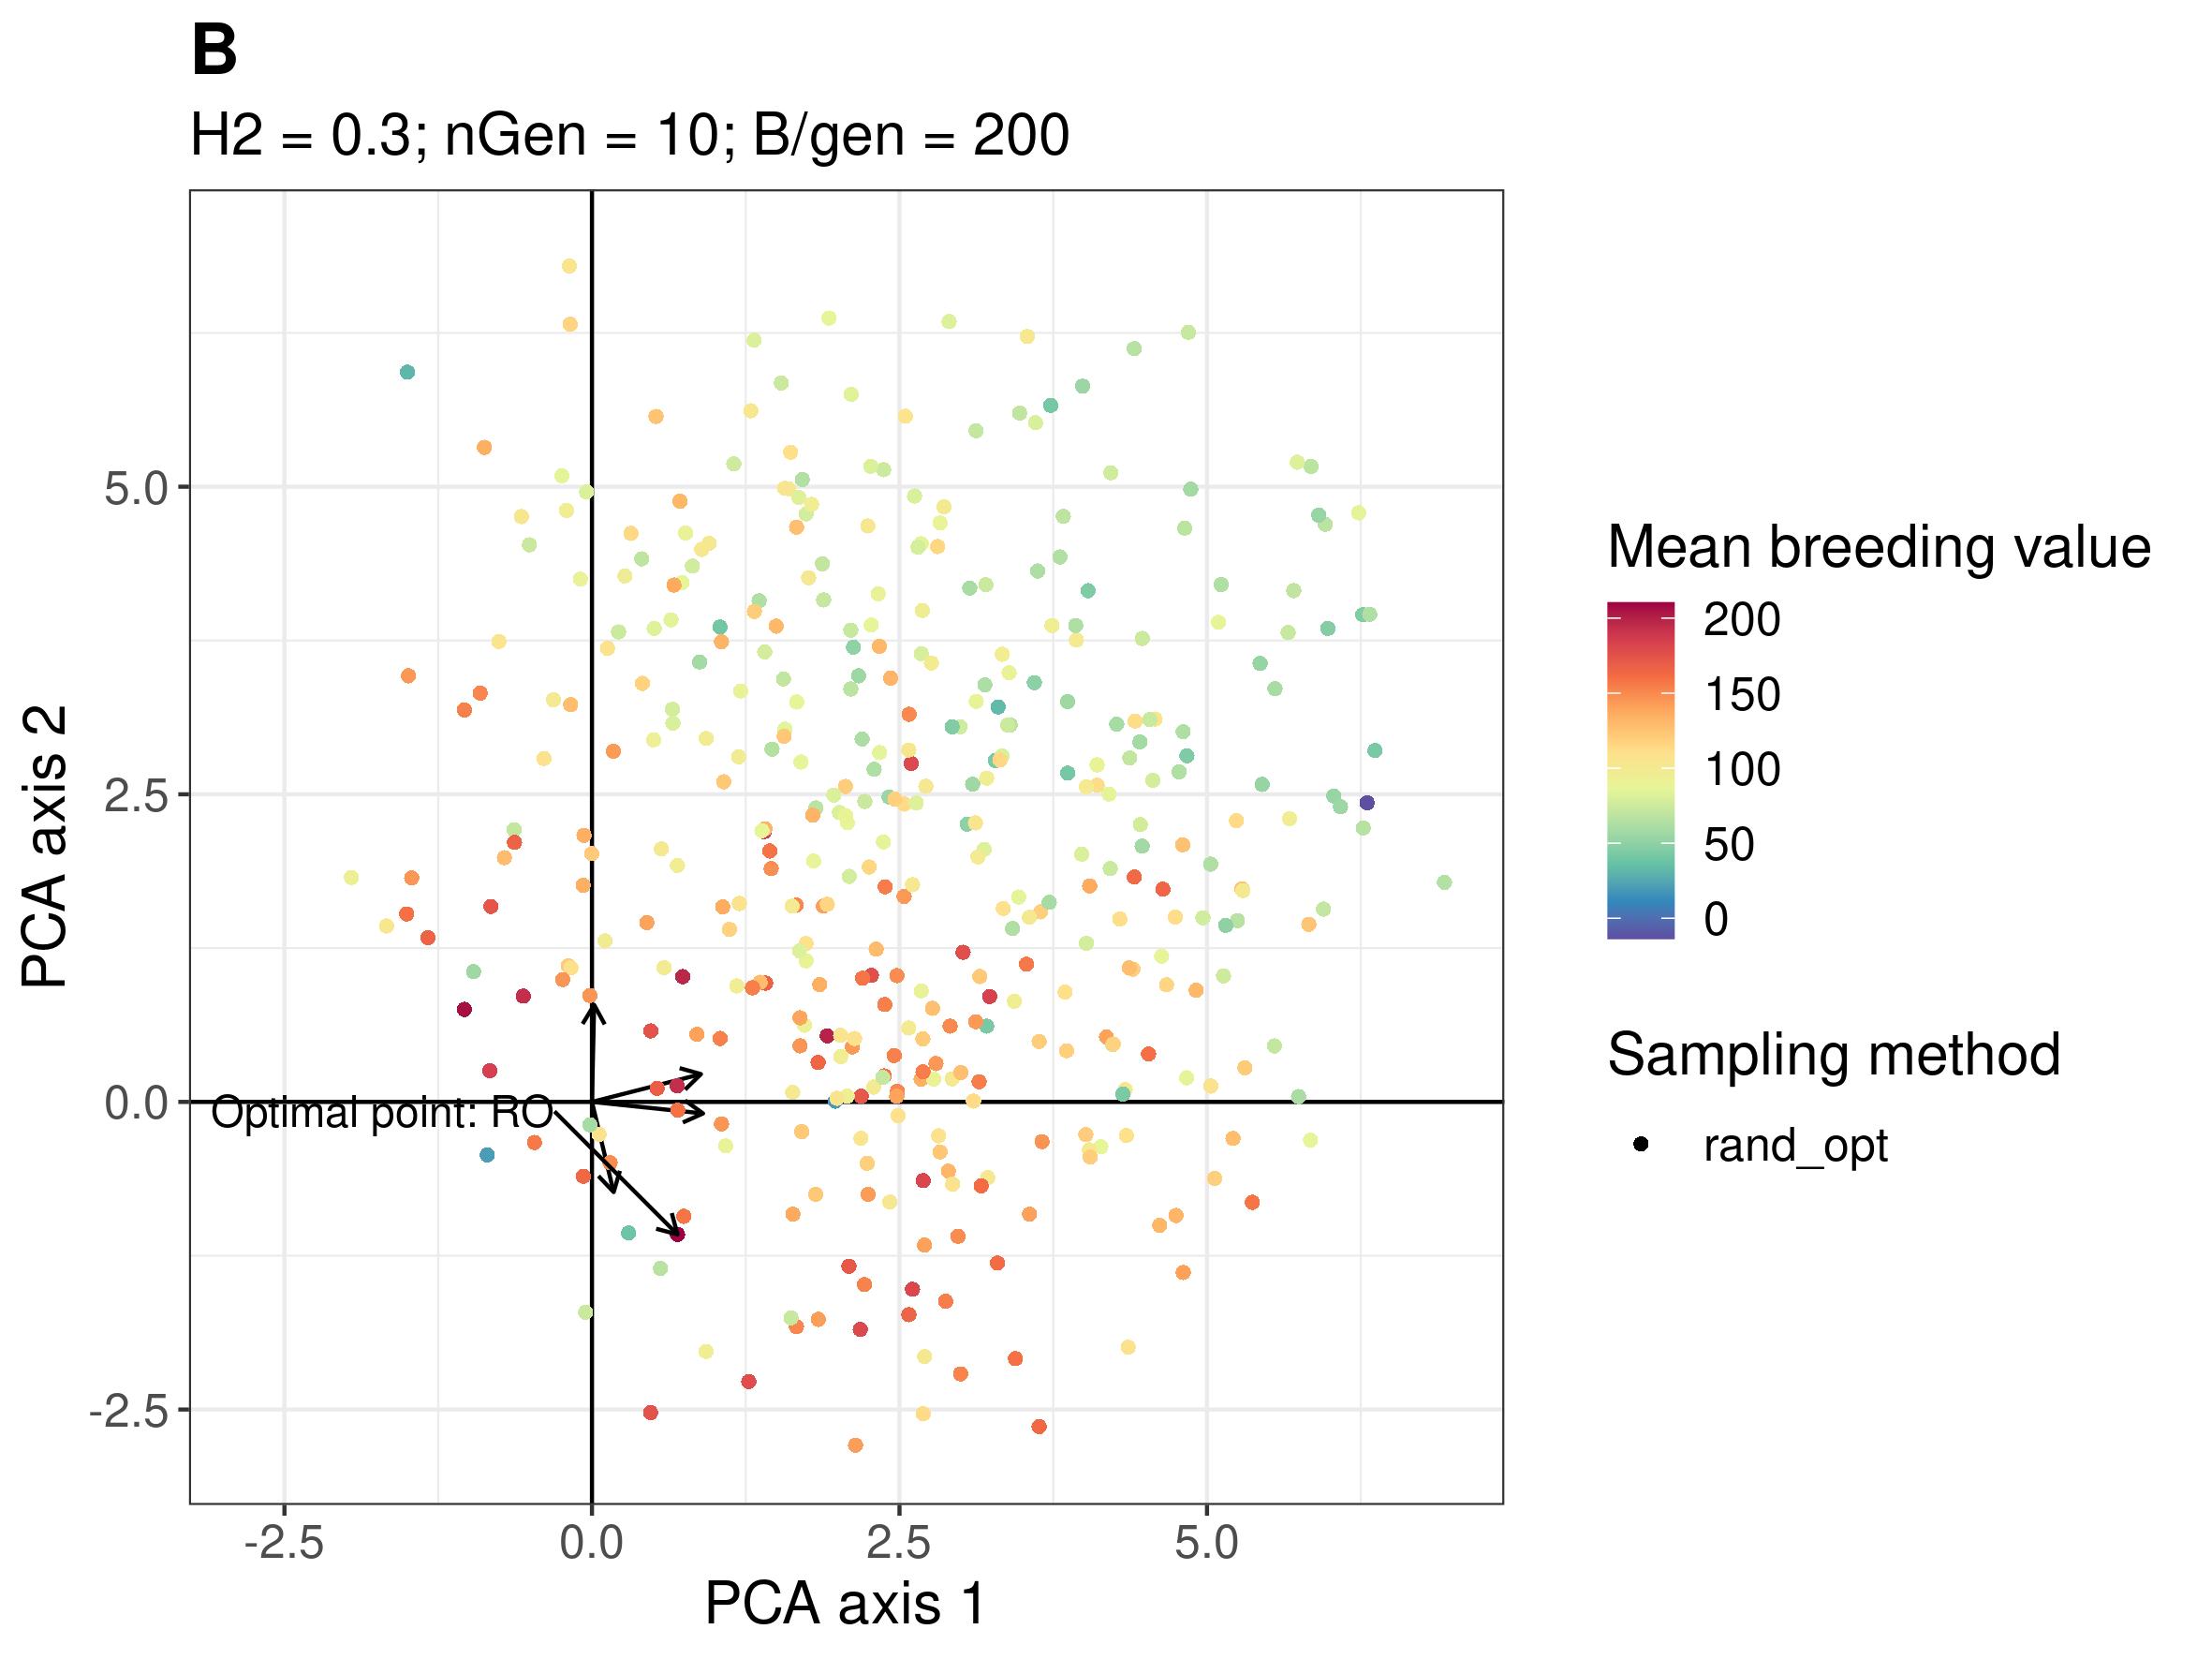 B
H2 = 0.3; nGen = 10; B/gen = 200
PCA axis 2
5.0
2.5
0.0
-2.5
Optimal point: RO
-2.5
0.0
2.5
5.0
PCA axis 1
Mean breeding value
200
150
100
50
0
Sampling method
rand_opt